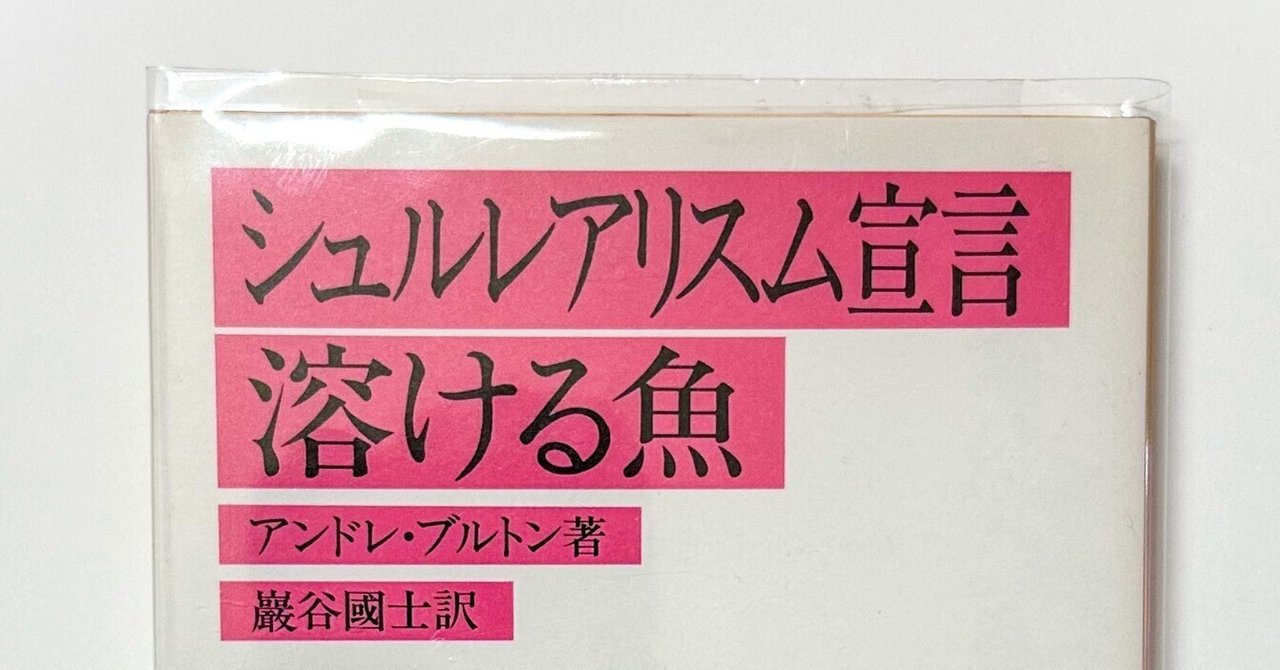 シュルレアリスム宣言
溶ける魚
アンドレ・ブルトン著
巖谷國士訳